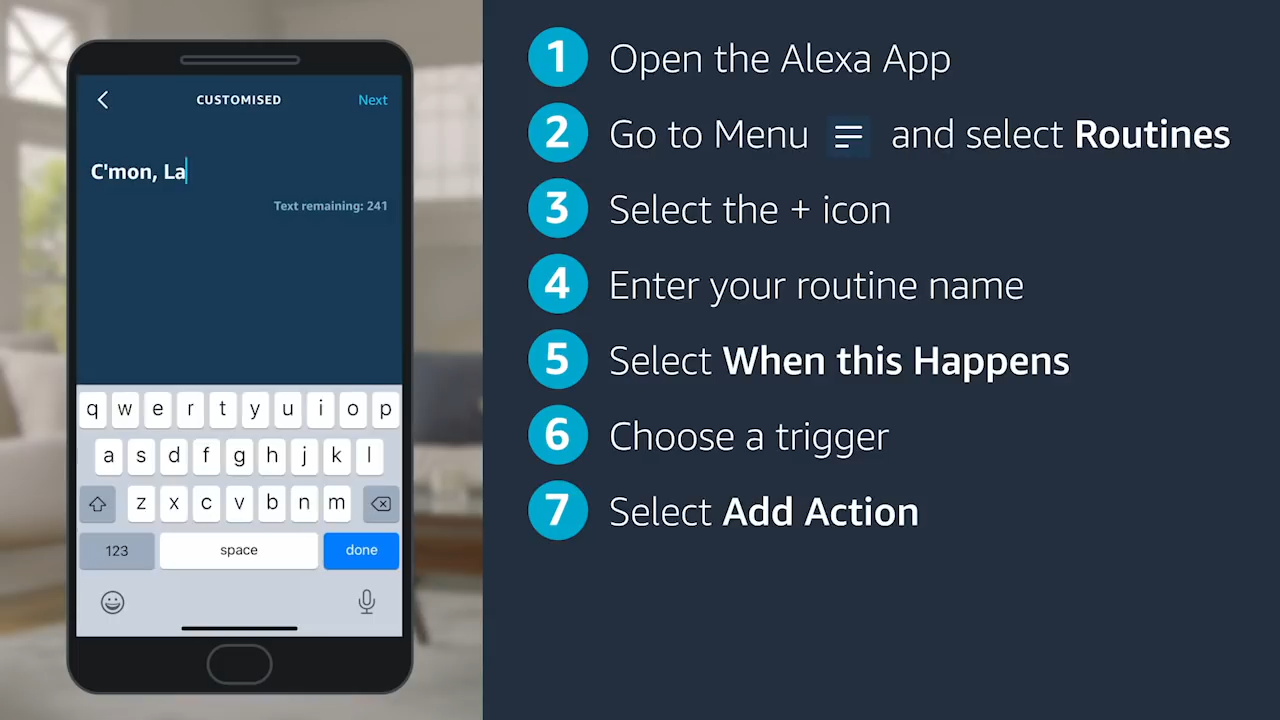 CUSTOMISED
Next
C'mon, La
Text remaining: 241
q w e r t y u i o p
a s d f g h j k l
z x c v b n m
123
space
done
1 Open the Alexa App
2 Go to Menu and select Routines
3 Select the + icon
4 Enter your routine name
5 Select When this Happens
6 Choose a trigger
7 Select Add Action